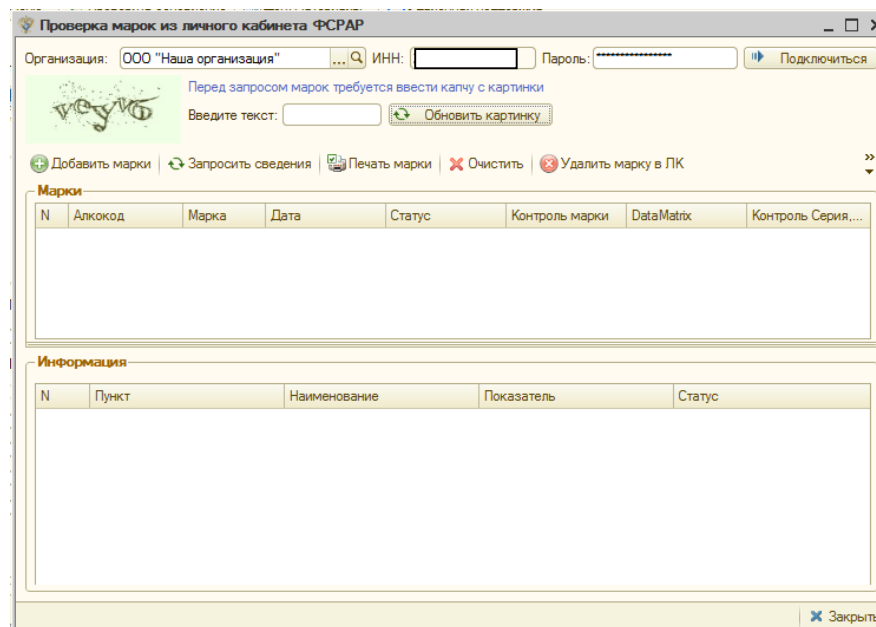 Проверка марок из личного кабинета ФСРАР
Организация: ООО "Наша организация" ... ИНН: Пароль: **************** Подключиться
Перед запросом марок требуется ввести капчу с картинки
Введите текст: Обновить картинку
Добавить марки Запросить сведения Печать марки Очистить Удалить марку в ЛК
Марки
N Алкокод Марка Дата Статус Контроль марки DataMatrix Контроль Серия,...
Информация
N Пункт Наименование Показатель Статус
Закрыть